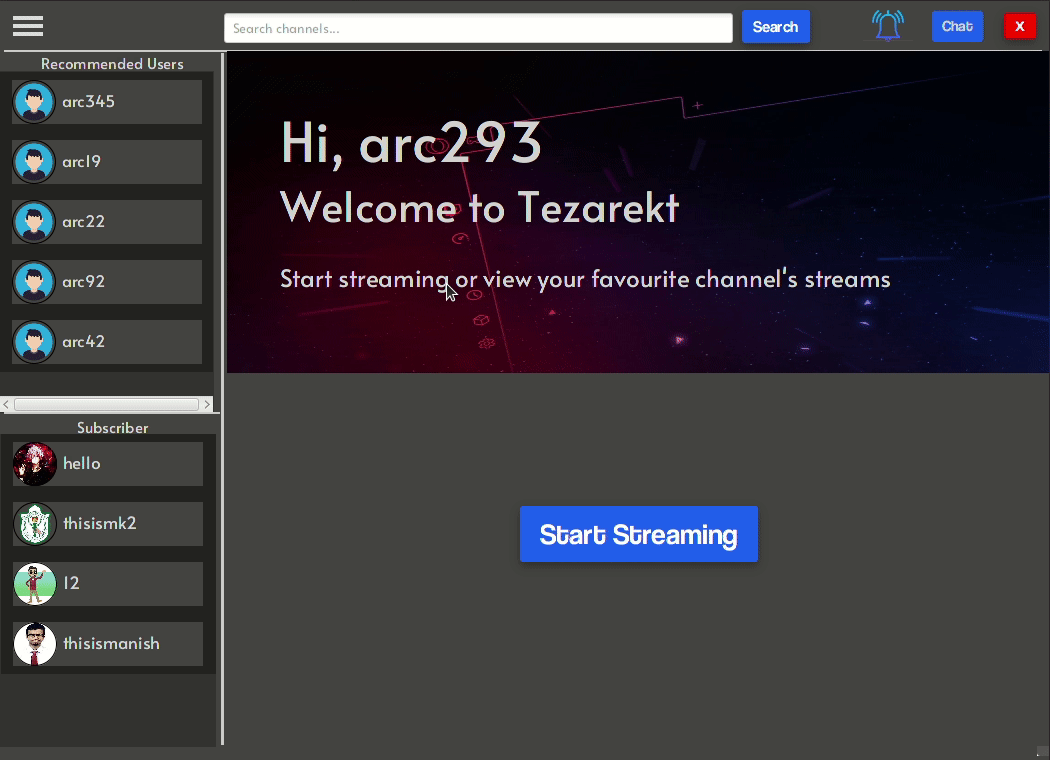 Search channels...
Search
Chat
X
Recommended Users
arc345
arc19
arc22
arc92
arc42
Subscriber
hello
thisismk2
12
thisismanish
Hi, arc293
Welcome to Tezarekt
Start streaming or view your favourite channel's streams
Start Streaming